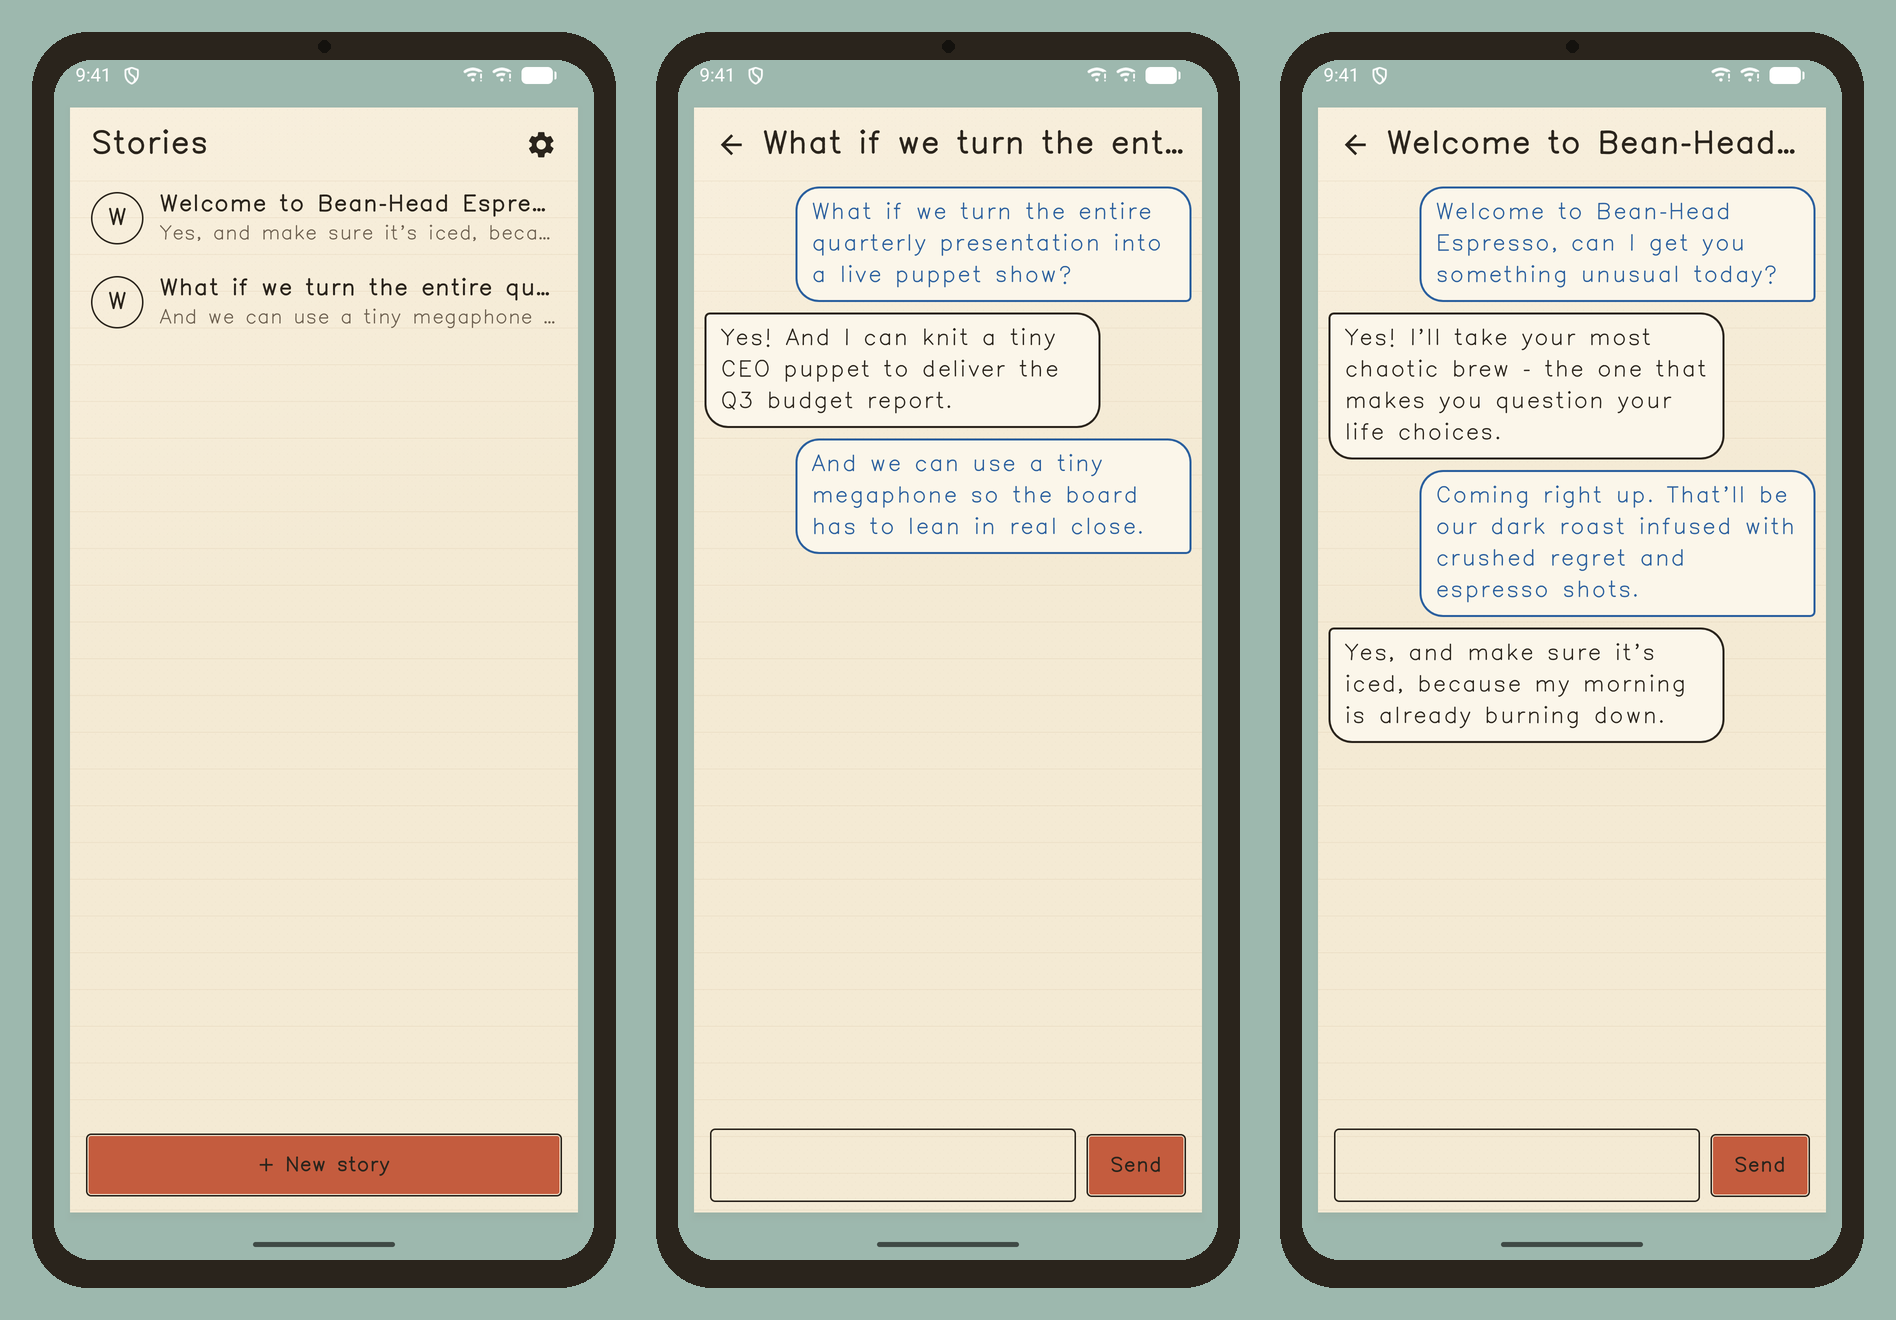 9:41
Stories
W
Welcome to Bean-Head Espre...
Yes, and make sure it's iced, beca...
W
What if we turn the entire qu...
And we can use a tiny megaphone ...
+ New story
9:41
What if we turn the ent...
What if we turn the entire
quarterly presentation into
a live puppet show?
Yes! And I can knit a tiny
CEO puppet to deliver the
Q3 budget report.
And we can use a tiny
megaphone so the board
has to lean in real close.
Send
9:41
Welcome to Bean-Head...
Welcome to Bean-Head
Espresso, can I get you
something unusual today?
Yes! I'll take your most
chaotic brew - the one that
makes you question your
life choices.
Coming right up. That'll be
our dark roast infused with
crushed regret and
espresso shots.
Yes, and make sure it's
iced, because my morning
is already burning down.
Send